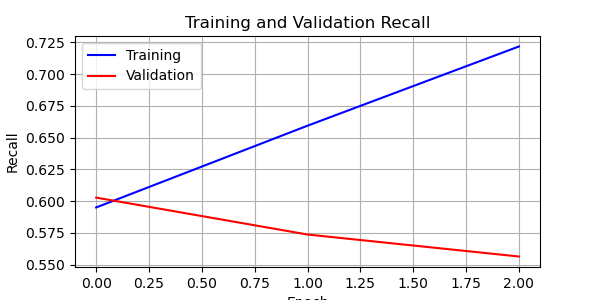 Training and Validation Recall
Training
Validation
Recall
0.725
0.700
0.675
0.650
0.625
0.600
0.575
0.550
0.00 0.25 0.50 0.75 1.00 1.25 1.50 1.75 2.00
Epoch